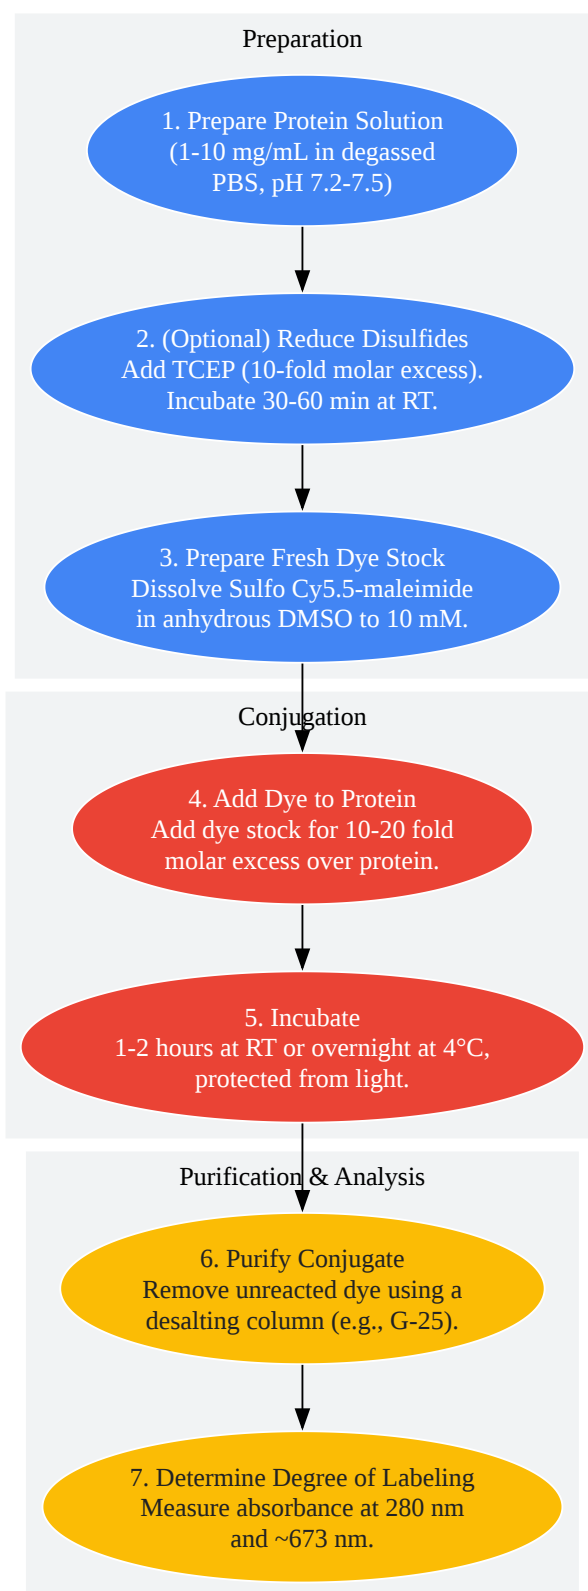 Preparation
1. Prepare Protein Solution
(1-10 mg/mL in degassed
PBS, pH 7.2-7.5)
2. (Optional) Reduce Disulfides
Add TCEP (10-fold molar excess).
Incubate 30-60 min at RT.
3. Prepare Fresh Dye Stock
Dissolve Sulfo Cy5.5-maleimide
in anhydrous DMSO to 10 mM.
Conjugation
4. Add Dye to Protein
Add dye stock for 10-20 fold
molar excess over protein.
5. Incubate
1-2 hours at RT or overnight at 4°C,
protected from light.
Purification & Analysis
6. Purify Conjugate
Remove unreacted dye using a
desalting column (e.g., G-25).
7. Determine Degree of Labeling
Measure absorbance at 280 nm
and ~673 nm.